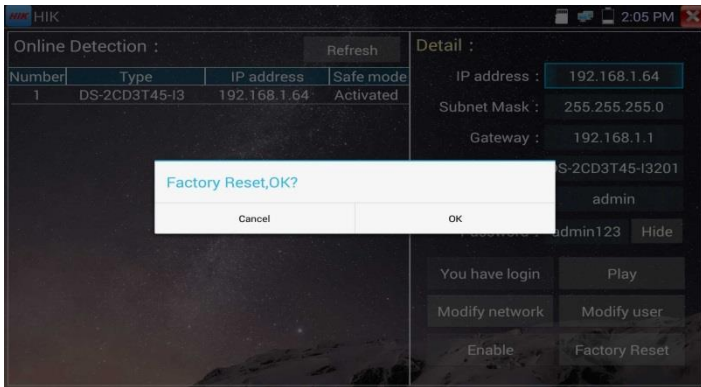 HIK HIK 2:05 PM
Online Detection :
Refresh
Number Type IP address Safe mode
1 DS-2CD3T45-I3 192.168.1.64 Activated
Detail :
IP address : 192.168.1.64
Subnet Mask : 255.255.255.0
Gateway : 192.168.1.1
S-2CD3T45-I3201
admin
admin123 Hide
You have login Play
Modify network Modify user
Enable Factory Reset
Factory Reset,OK?
Cancel OK